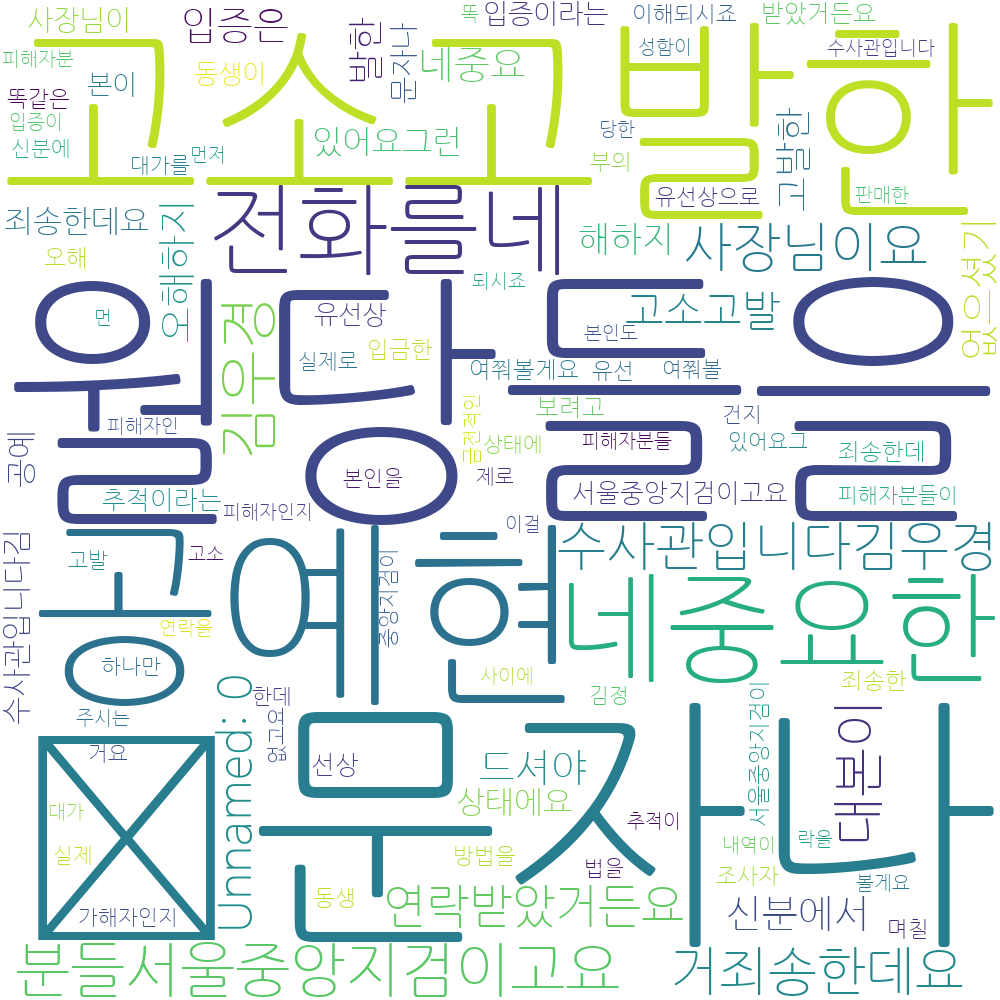 사장님이
입증은
발한
문자나
똑
입증이라는
이해되시죠
받았거든요
고소고발한
피해자분
본이
동생이
네중요
성함이
수사관입니다
똑같은
입증이
신분에
있어요그런
당한
고발한
대가를
먼저
부의
유선상으로
판매한
죄송한데요
오해하지
전화를네
해하지
사장님이요
없으셨기
오해
되시죠
월당들을
먼
김우경
유선상
고소고발
본인도
실제로
입금한
여쭤볼게요
유선
여쭤볼
피해자인
금전적인
보려고
건지
공예
상태에
피해자분들
있어요그
죄송한데
본인을
제로
추적이라는
피해자인지
서울중앙지검이고요
피해자분들이
이걸
수사관입니다김
공예현
수사관입니다김우경
고발
고소
중앙지검이
네중요한
연락을
하나만
사이에
죄송한
주시는
Unnamed: 0
한데
없고여
김정
서울중앙지검이
대본이
문자나
거요
선상
드셔야
대가
상태에요
추적이
내역이
락을
실제
방법을
법을
조사자
볼게요
가해자인지
동생
연락받았거든요
신분에서
며칠
분들서울중앙지검이고요
거죄송한데요